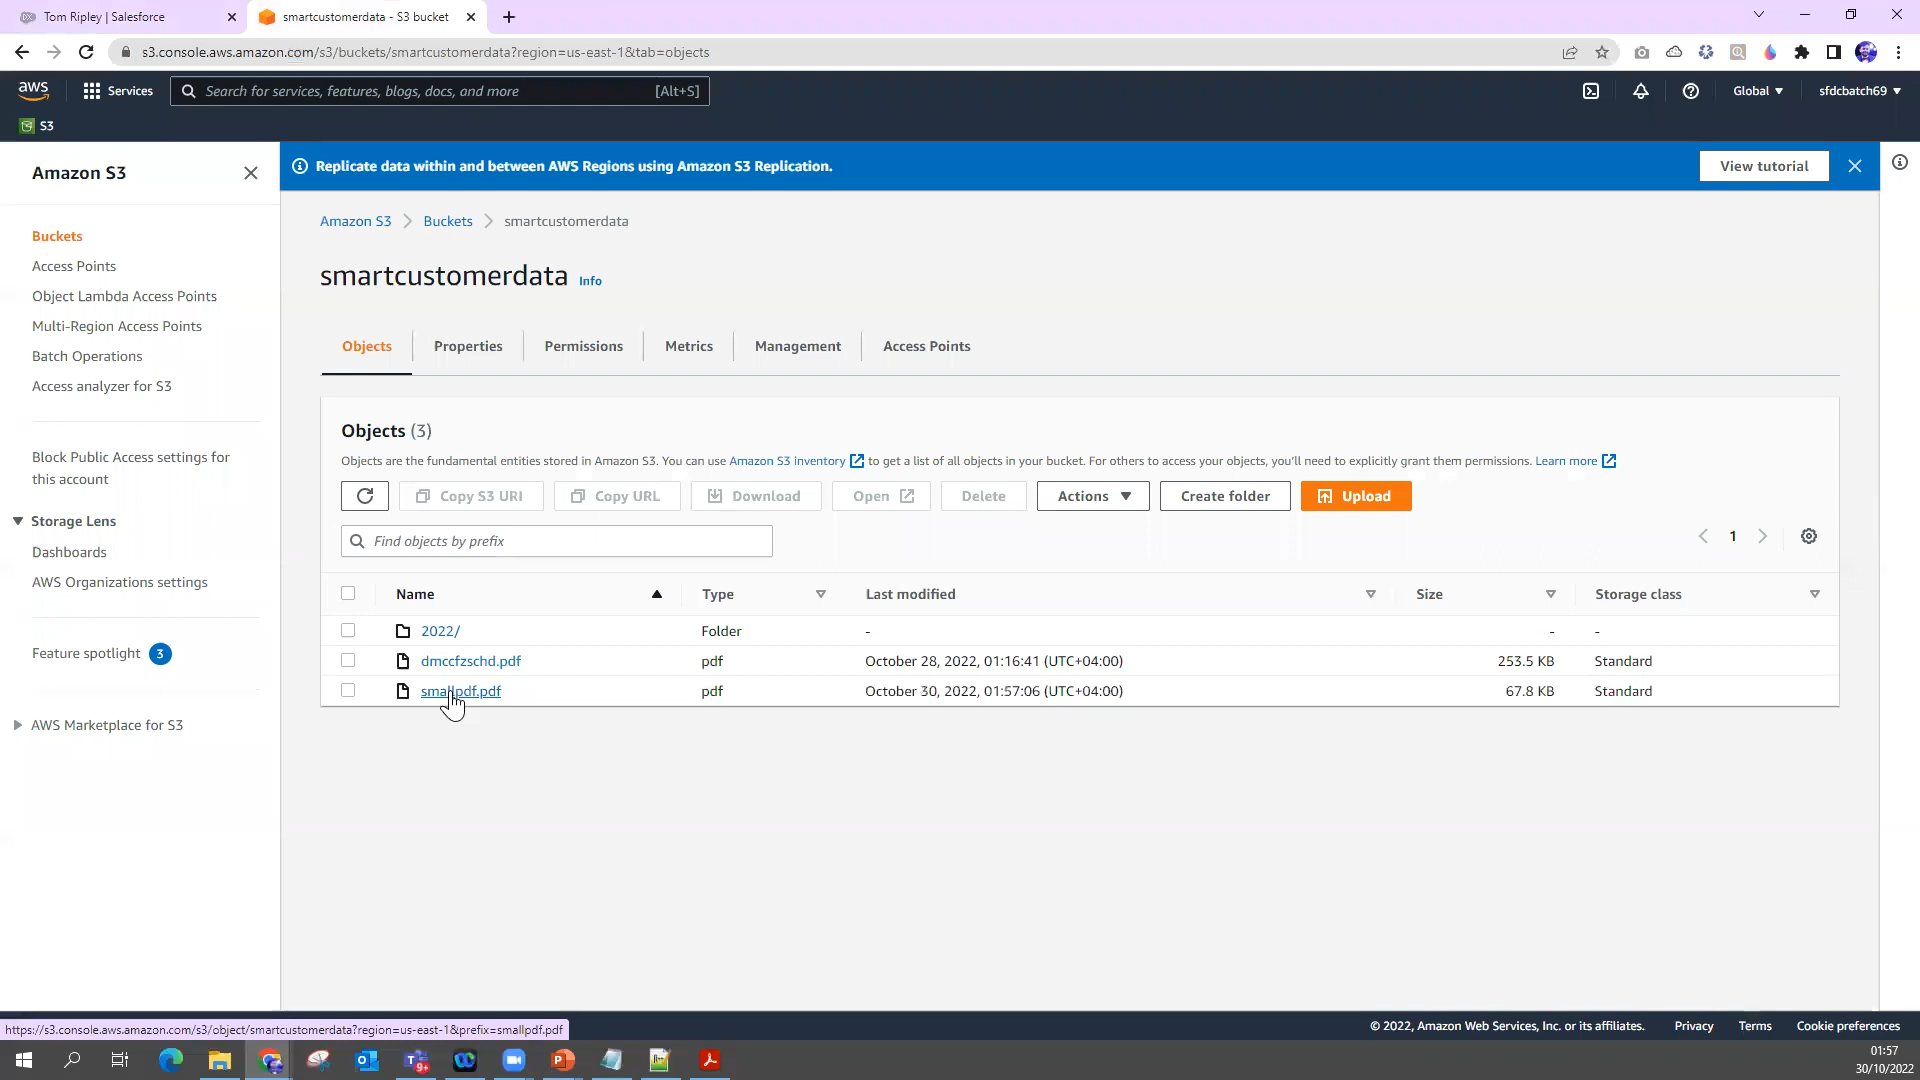 Tom Ripley | Salesforce
smartcustomerdata - S3 bucket
s3.console.aws.amazon.com/s3/buckets/smartcustomerdata?region=us-east-1&tab=objects
aws
Services
Search for services, features, blogs, docs, and more
[Alt+S]
Global
sfdcbatch69
S3
Amazon S3
Replicate data within and between AWS Regions using Amazon S3 Replication.
View tutorial
Amazon S3 > Buckets > smartcustomerdata
Buckets
Access Points
Object Lambda Access Points
Multi-Region Access Points
Batch Operations
Access analyzer for S3
Block Public Access settings for
this account
Storage Lens
Dashboards
AWS Organizations settings
Feature spotlight 3
AWS Marketplace for S3
smartcustomerdata Info
Objects
Properties
Permissions
Metrics
Management
Access Points
Objects (3)
Objects are the fundamental entities stored in Amazon S3. You can use Amazon S3 inventory to get a list of all objects in your bucket. For others to access your objects, you'll need to explicitly grant them permissions. Learn more
Copy S3 URI
Copy URL
Download
Open
Delete
Actions
Create folder
Upload
Find objects by prefix
1
Name Type Last modified Size Storage class
2022/ Folder - - -
dmccfzschd.pdf pdf October 28, 2022, 01:16:41 (UTC+04:00) 253.5 KB Standard
smallpdf.pdf pdf October 30, 2022, 01:57:06 (UTC+04:00) 67.8 KB Standard
https://s3.console.aws.amazon.com/s3/object/smartcustomerdata?region=us-east-1&prefix=smallpdf.pdf
© 2022, Amazon Web Services, Inc. or its affiliates.
Privacy
Terms
Cookie preferences
9+
01:57
30/10/2022